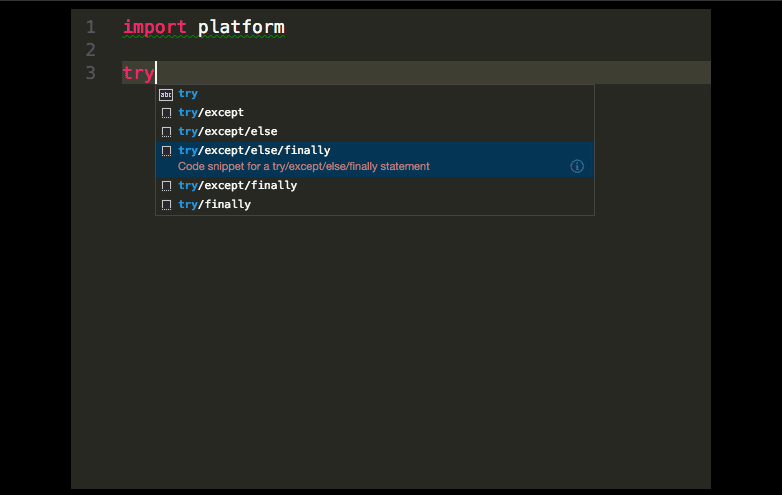 1 import platform
2
3 try
abc try
try/except
try/except/else
try/except/else/finally
Code snippet for a try/except/else/finally statement
try/except/finally
try/finally